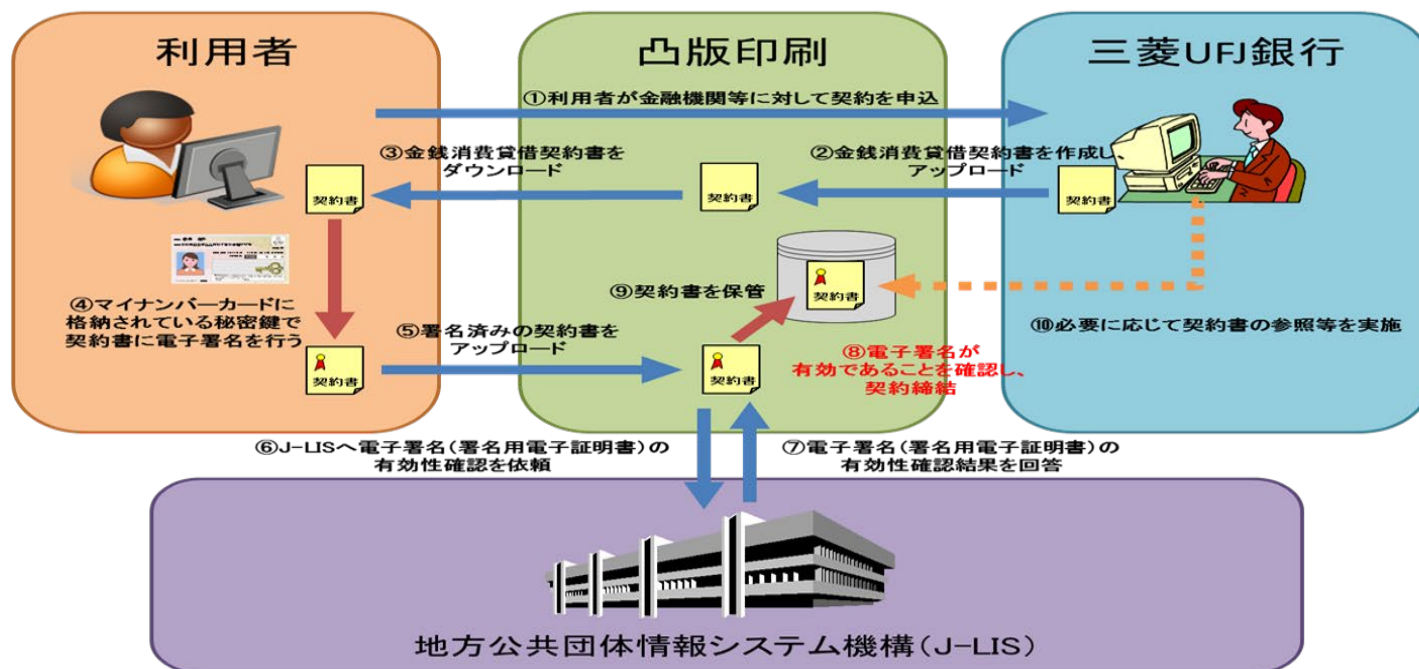 利用者
凸版印刷
三菱UFJ銀行
①利用者が金融機関等に対して契約を申込
③金銭消費貸借契約書を
ダウンロード
②金銭消費貸借契約書を作成し
アップロード
契約書
契約書
契約書
④マイナンバーカードに
格納されている秘密鍵で
契約書に電子署名を行う
契約書
⑤署名済みの契約書を
アップロード
契約書
⑨契約書を保管
契約書
⑧電子署名が
有効であることを確認し、
契約締結
⑩必要に応じて契約書の参照等を実施
⑥J-LISへ電子署名(署名用電子証明書)の
有効性確認を依頼
⑦電子署名(署名用電子証明書)の
有効性確認結果を回答
地方公共団体情報システム機構(J-LIS)